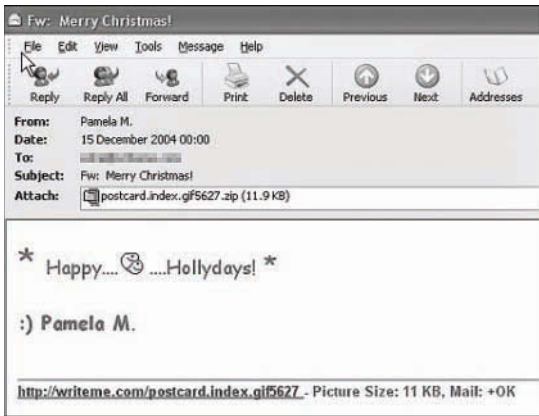 Fw: Merry Christmas!
File Edit View Tools Message Help
Reply Reply All Forward Print Delete Previous Next Addresses
From: Pamela M.
Date: 15 December 2004 00:00
To:
Subject: Fw: Merry Christmas!
Attach: postcard.index.gif5627.zip (11.9 KB)
* Happy.... ....Hollydays! *
:) Pamela M.
http://writeme.com/postcard.index.gif5627 - Picture Size: 11 KB, Mail: +OK